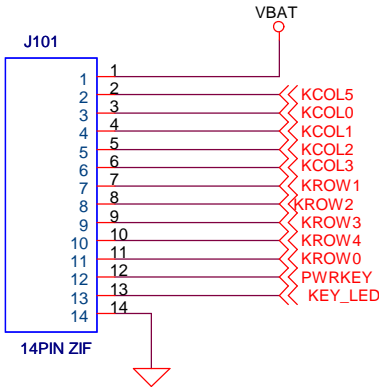 VBAT
J101
1 1
2 2 KCOL5
3 3 KCOL0
4 4 KCOL1
5 5 KCOL2
6 6 KCOL3
7 7 KROW1
8 8 KROW2
9 9 KROW3
10 10 KROW4
11 11 KROW0
12 12 PWRKEY
13 13 KEY_LED
14 14
14PIN ZIF